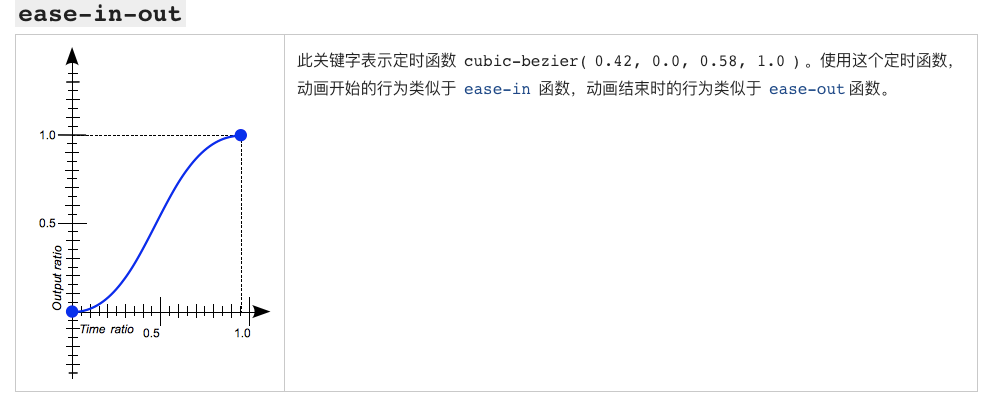 ease-in-out
此关键字表示定时函数 cubic-bezier( 0.42, 0.0, 0.58, 1.0 ) 。使用这个定时函数，
动画开始的行为类似于 ease-in 函数，动画结束时的行为类似于 ease-out 函数。
1.0
0.5
Output ratio
Time ratio 0.5 1.0